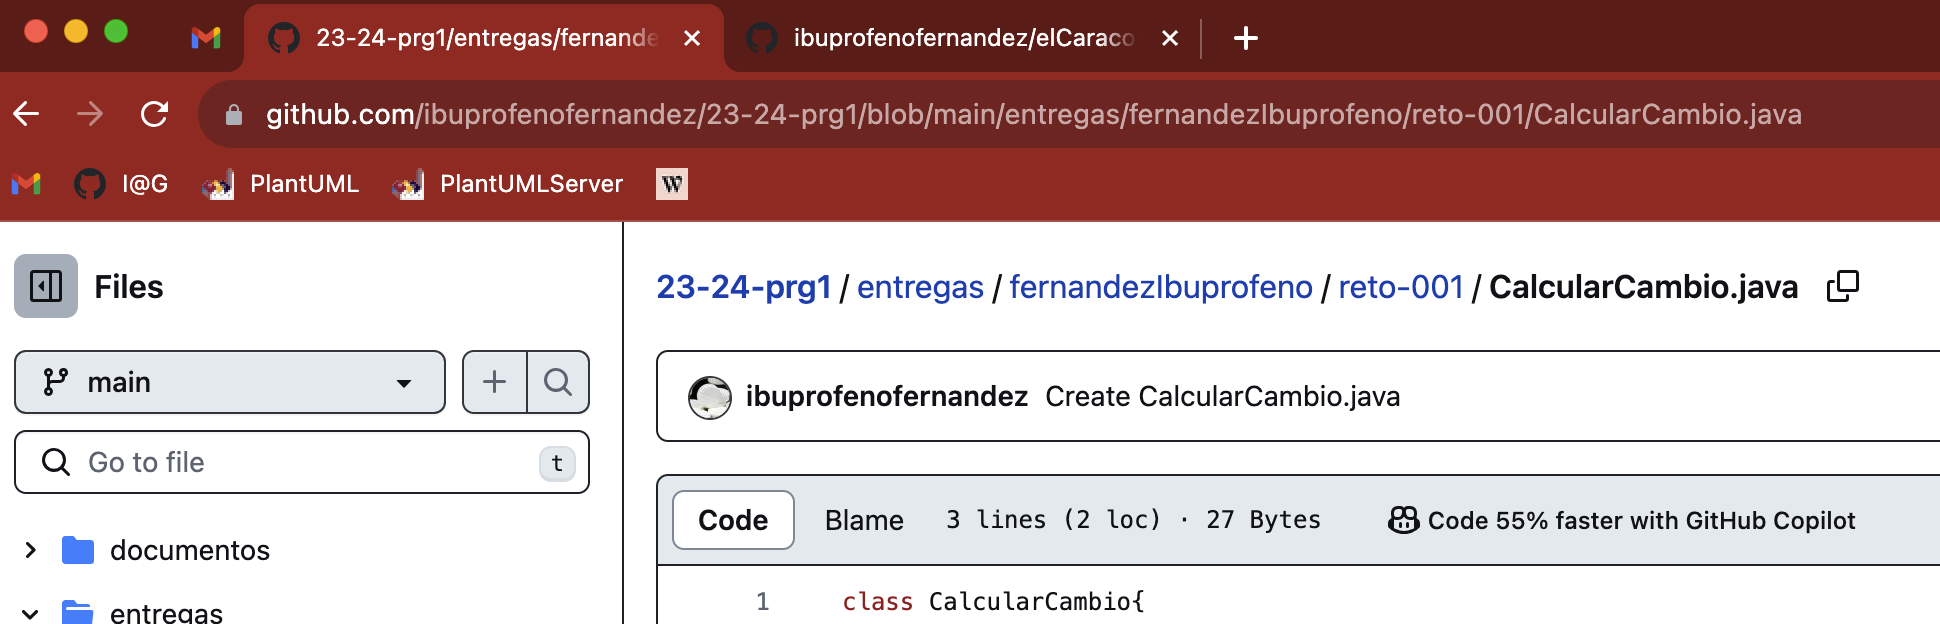 23-24-prg1/entregas/fernande
ibuprofenofernandez/elCaraco
github.com/ibuprofenofernandez/23-24-prg1/blob/main/entregas/fernandezIbuprofeno/reto-001/CalcularCambio.java
I@G PlantUML PlantUMLServer W
Files
23-24-prg1 / entregas / fernandezIbuprofeno / reto-001 / CalcularCambio.java
main
ibuprofenofernandez Create CalcularCambio.java
Go to file t
Code Blame 3 lines (2 loc) · 27 Bytes Code 55% faster with GitHub Copilot
documentos
1 class CalcularCambio{
entregas